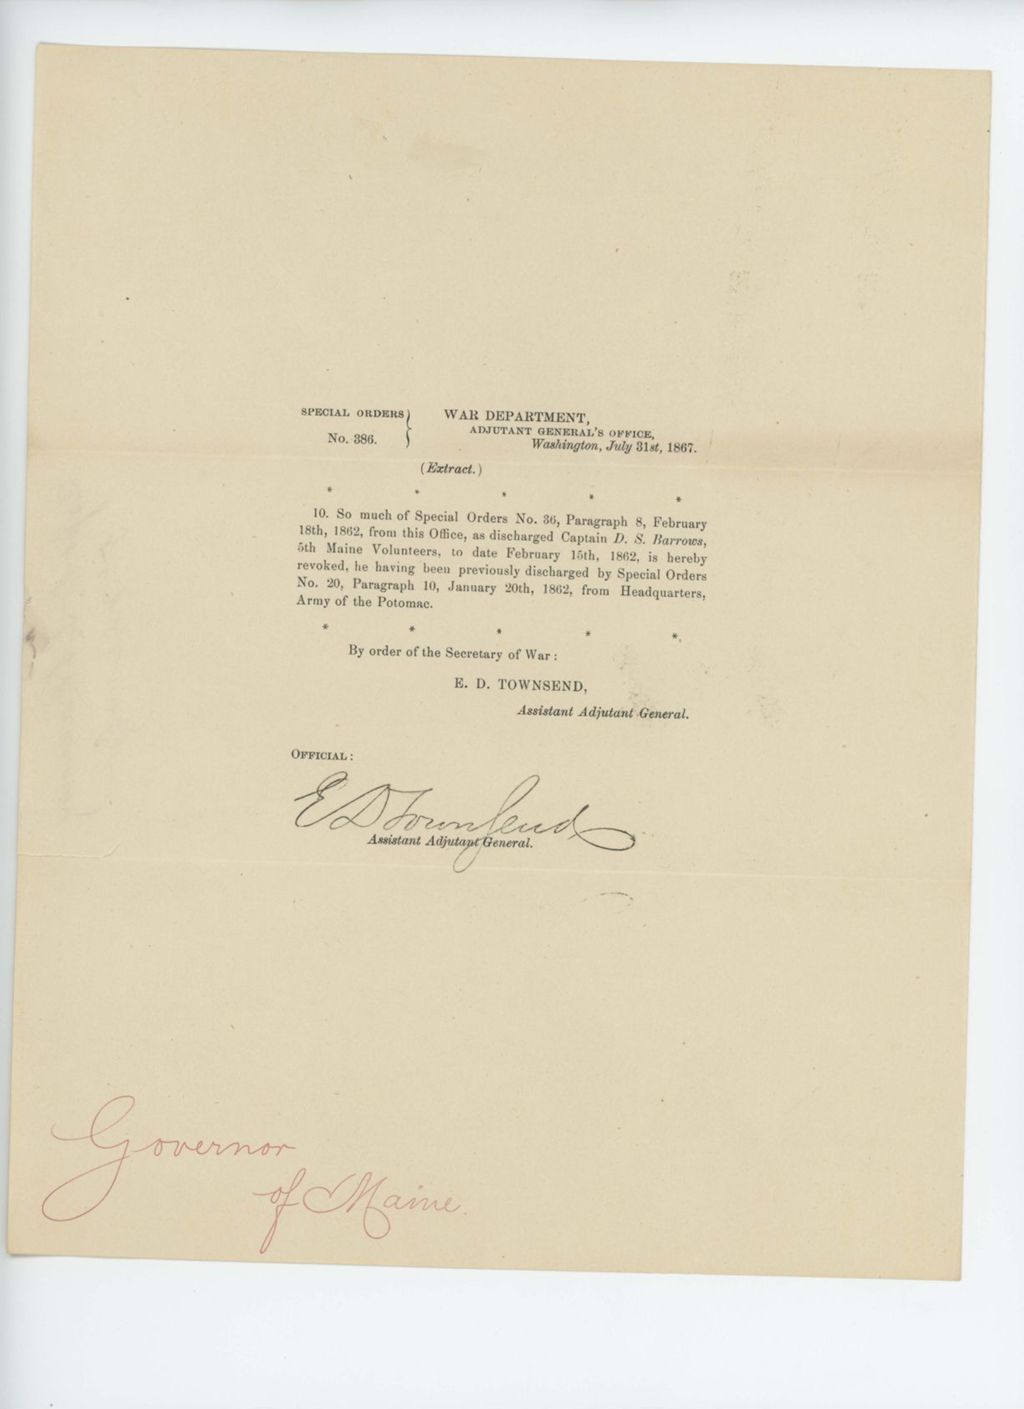 SPECIAL ORDERS } WAR DEPARTMENT,
ADJUTANT GENERAL'S OFFICE,
No. 386. Washington, July 31st, 1867.
(Extract.)
* * * * *
10. So much of Special Orders No. 36, Paragraph 8, February
18th, 1862, from this Office, as discharged Captain D. S. Barrows,
5th Maine Volunteers, to date February 15th, 1862, is hereby
revoked, he having been previously discharged by Special Orders
No. 20, Paragraph 10, January 20th, 1862, from Headquarters,
Army of the Potomac.
* * * * *
By order of the Secretary of War:
E. D. TOWNSEND,
Assistant Adjutant General.
OFFICIAL:
E D Townsend
Assistant Adjutant General.
Governor
of Maine.